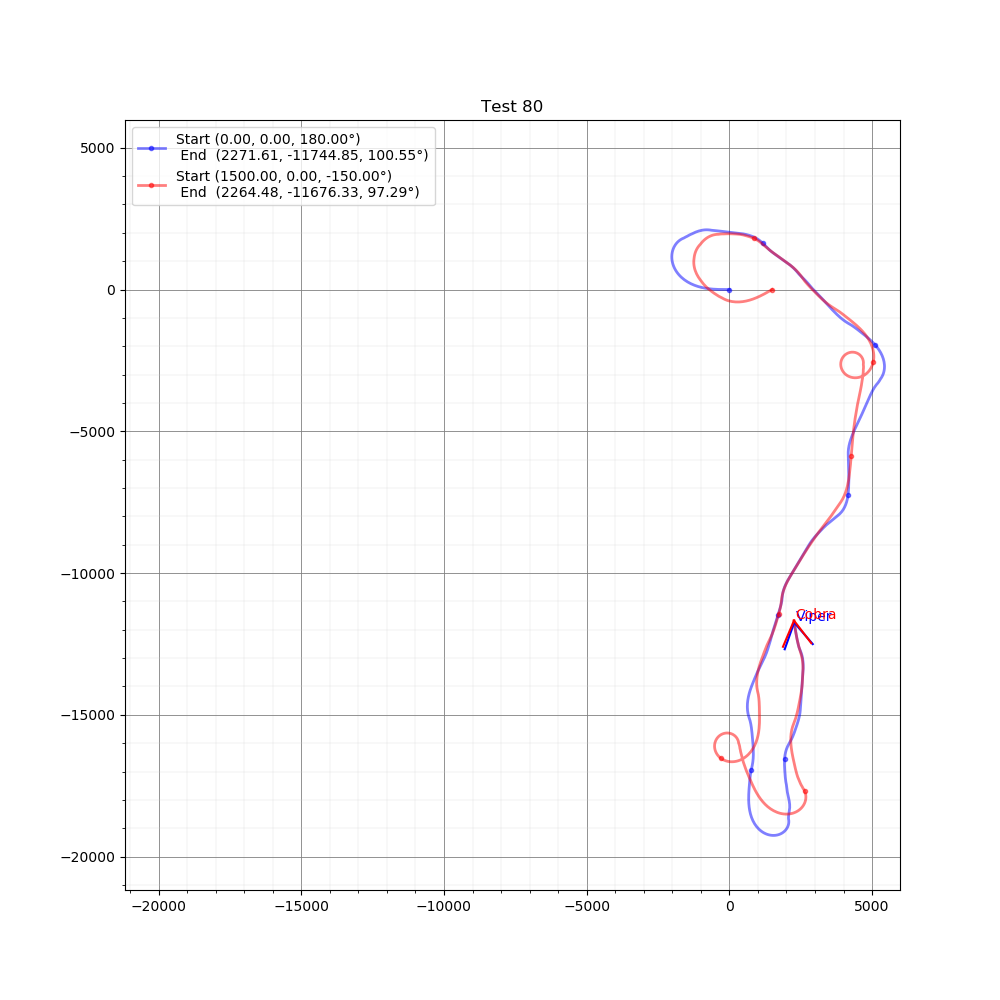 Test 80
Start (0.00, 0.00, 180.00°)
End  (2271.61, -11744.85, 100.55°)
Start (1500.00, 0.00, -150.00°)
End  (2264.48, -11676.33, 97.29°)
5000
0
−5000
−10000
−15000
−20000
Cobra
Viper
−20000
−15000
−10000
−5000
0
5000